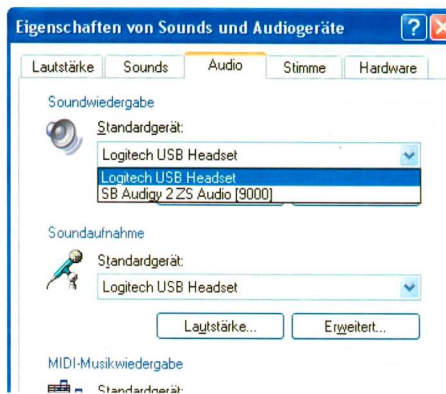 Eigenschaften von Sounds und Audiogeräte
Lautstärke Sounds Audio Stimme Hardware
Soundwiedergabe
Standardgerät:
Logitech USB Headset
Logitech USB Headset
SB Audigy 2 ZS Audio [9000]
Soundaufnahme
Standardgerät:
Logitech USB Headset
Lautstärke... Erweitert...
MIDI-Musikwiedergabe
Standardgerät: